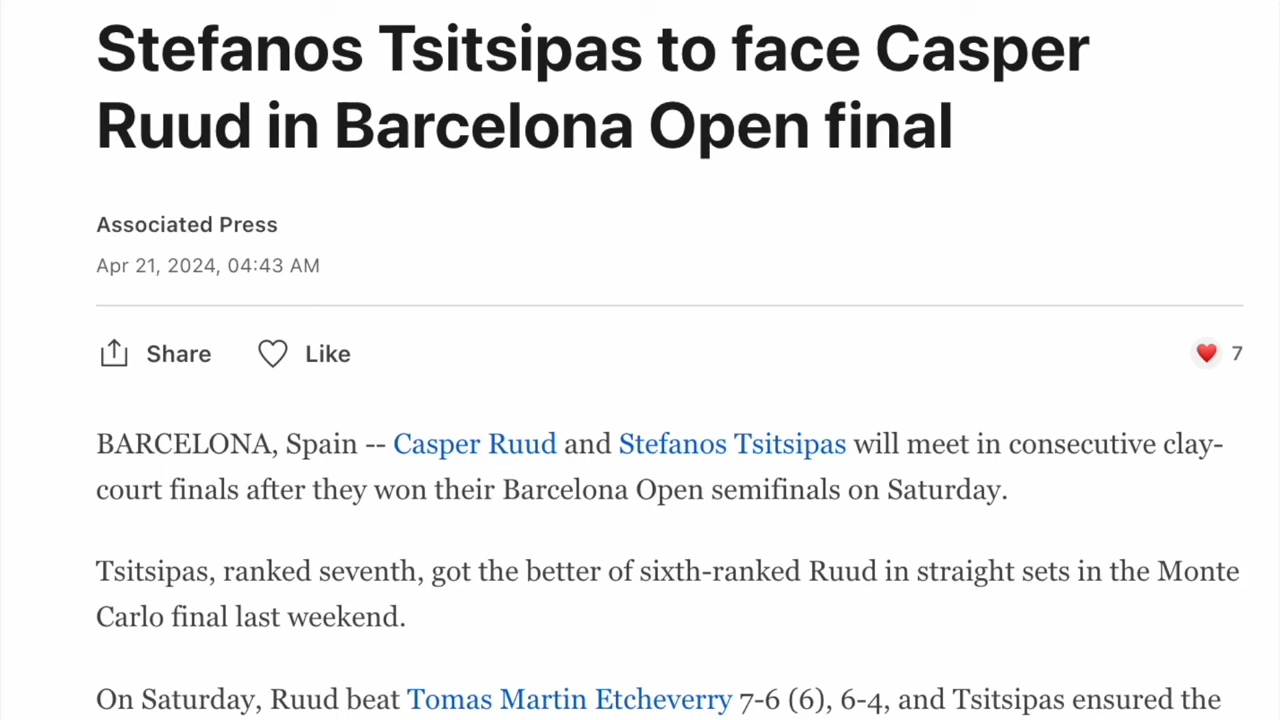 Stefanos Tsitsipas to face Casper
Ruud in Barcelona Open final
Associated Press
Apr 21, 2024, 04:43 AM
Share Like 7
BARCELONA, Spain -- Casper Ruud and Stefanos Tsitsipas will meet in consecutive clay-
court finals after they won their Barcelona Open semifinals on Saturday.
Tsitsipas, ranked seventh, got the better of sixth-ranked Ruud in straight sets in the Monte
Carlo final last weekend.
On Saturday, Ruud beat Tomas Martin Etcheverry 7-6 (6), 6-4, and Tsitsipas ensured the